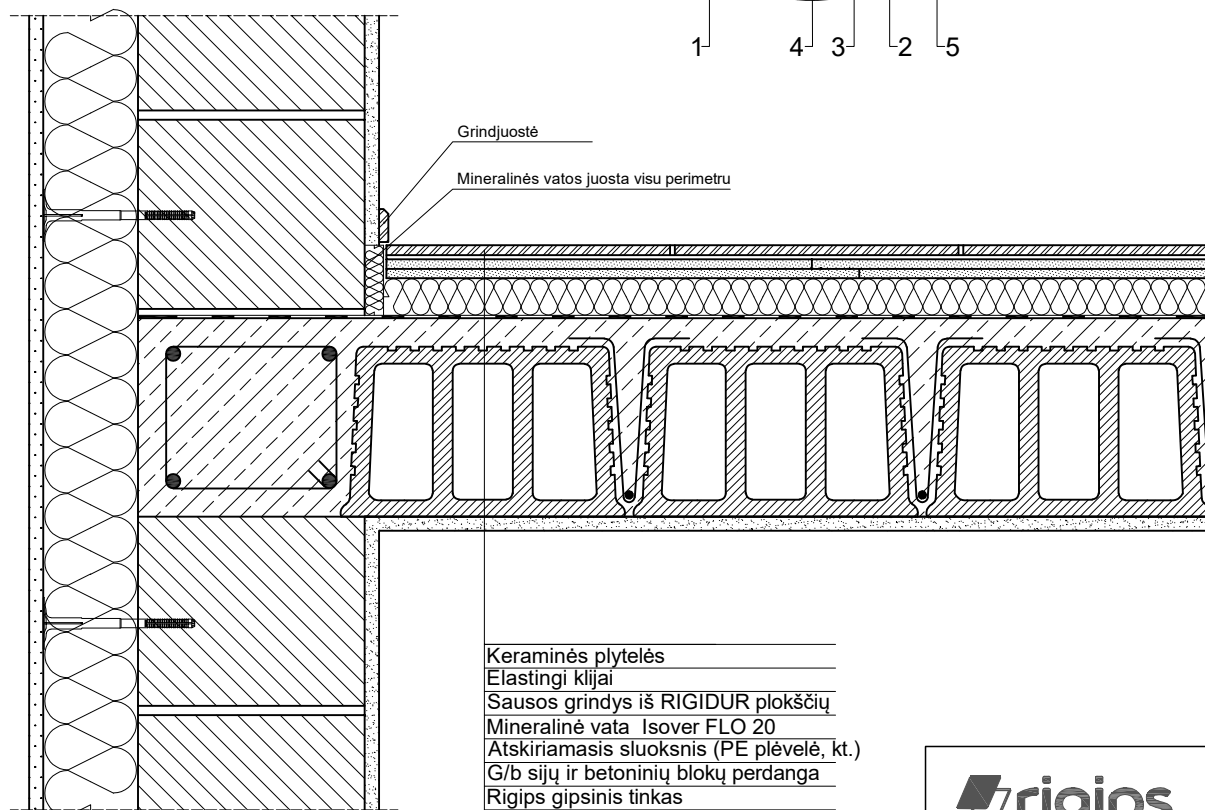 1 4 3 2 5
Grindjuostė
Mineralinės vatos juosta visu perimetru
Keraminės plytelės
Elastingi klijai
Sausos grindys iš RIGIDUR plokščių
Mineralinė vata Isover FLO 20
Atskiriamasis sluoksnis (PE plėvelė, kt.)
G/b sijų ir betoninių blokų perdanga
Rigips gipsinis tinkas
rigips